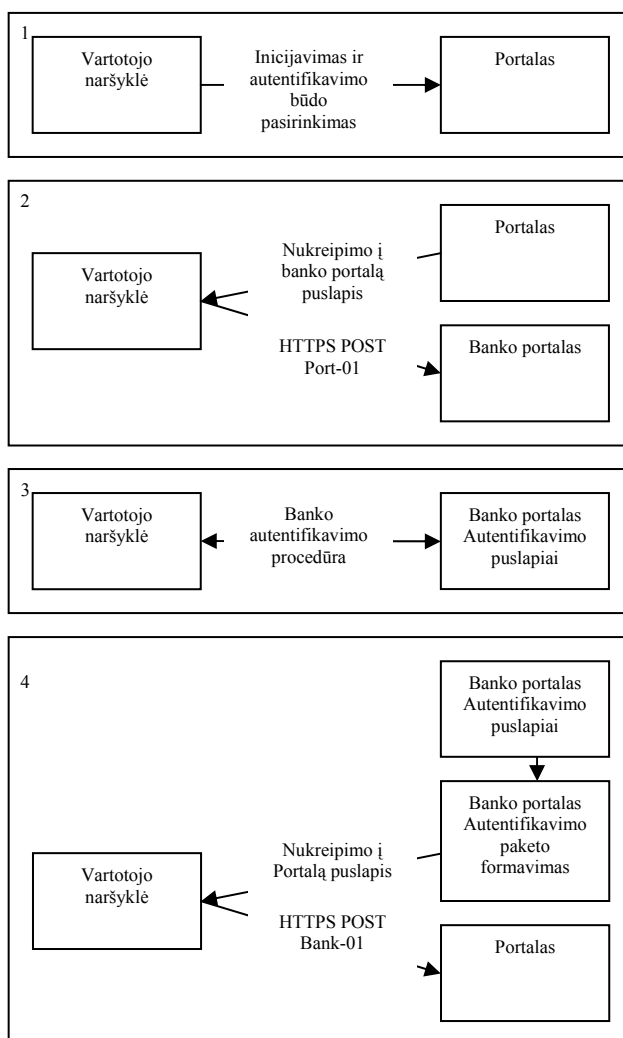 1
Vartotojo
naršyklė
Inicijavimas ir
autentifikavimo
būdo
pasirinkimas
Portalas
2
Vartotojo
naršyklė
Nukreipimo į
banko portalą
puslapis
Portalas
HTTPS POST
Port-01
Banko portalas
3
Vartotojo
naršyklė
Banko
autentifikavimo
procedūra
Banko portalas
Autentifikavimo
puslapiai
4
Banko portalas
Autentifikavimo
puslapiai
Banko portalas
Autentifikavimo
paketo
formavimas
Vartotojo
naršyklė
Nukreipimo į
Portalą puslapis
HTTPS POST
Bank-01
Portalas